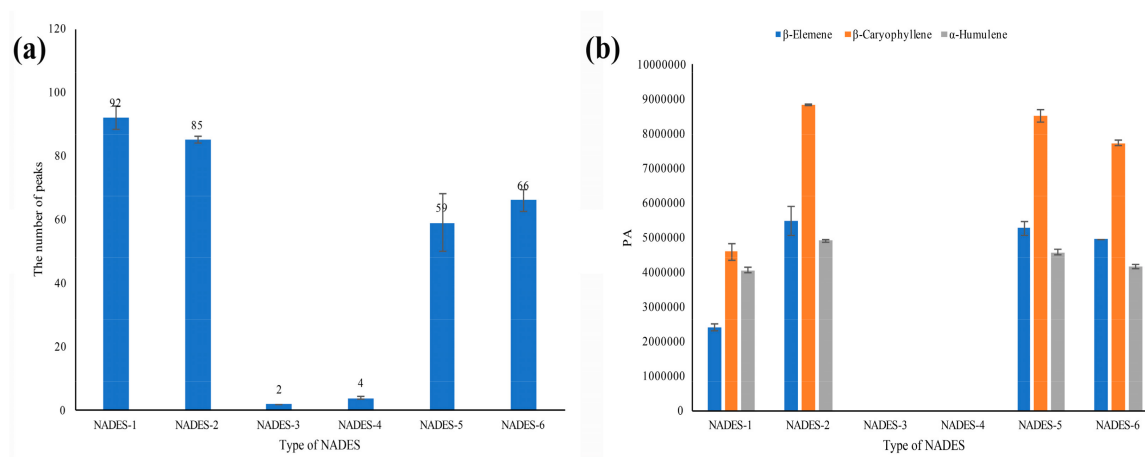 (a)
120
100
80
60
40
20
0
The number of peaks
92
85
2
4
59
66
NADES-1 NADES-2 NADES-3 NADES-4 NADES-5 NADES-6
Type of NADES
(b)
β-Elemene β-Caryophyllene α-Humulene
10000000
9000000
8000000
7000000
6000000
5000000
4000000
3000000
2000000
1000000
0
PA
NADES-1 NADES-2 NADES-3 NADES-4 NADES-5 NADES-6
Type of NADES